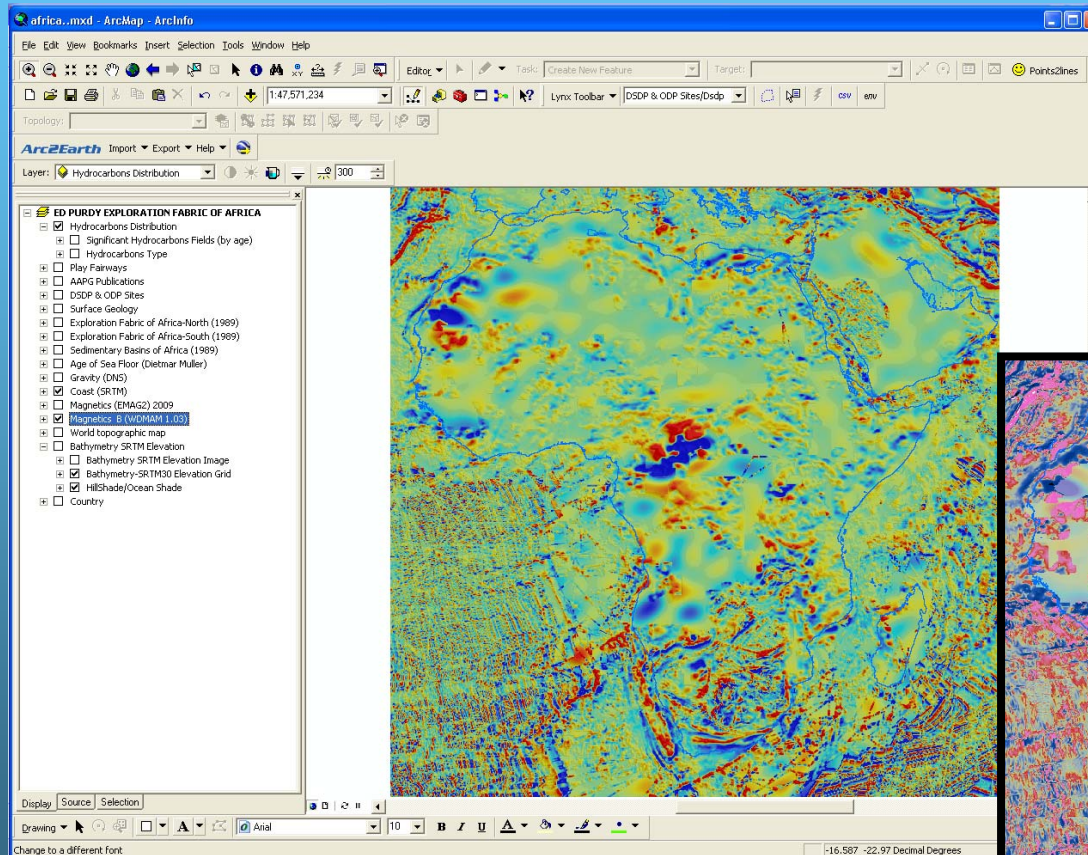 africa..mxd - ArcMap - ArcInfo
File Edit View Bookmarks Insert Selection Tools Window Help
Editor Task: Create New Feature Target: Points2lines
1:47,571,234 Lynx Toolbar DSDP & ODP Sites/Dsdp CSV env
Topology:
Arc2Earth Import Export Help
Layer: Hydrocarbons Distribution 300
ED PURDY EXPLORATION FABRIC OF AFRICA
Hydrocarbons Distribution
Significant Hydrocarbons Fields (by age)
Hydrocarbons Type
Play Fairways
AAPG Publications
DSDP & ODP Sites
Surface Geology
Exploration Fabric of Africa-North (1989)
Exploration Fabric of Africa-South (1989)
Sedimentary Basins of Africa (1989)
Age of Sea Floor (Dietmar Muller)
Gravity (DNS)
Coast (SRTM)
Magnetics (EMAG2) 2009
Magnetics B (WDMAM 1.03)
World topographic map
Bathymetry SRTM Elevation
Bathymetry SRTM Elevation Image
Bathymetry-SRTM30 Elevation Grid
HillShade/Ocean Shade
Country
Display Source Selection
Drawing A Arial 10 B I U A
Change to a different font -16.587 -22.97 Decimal Degrees